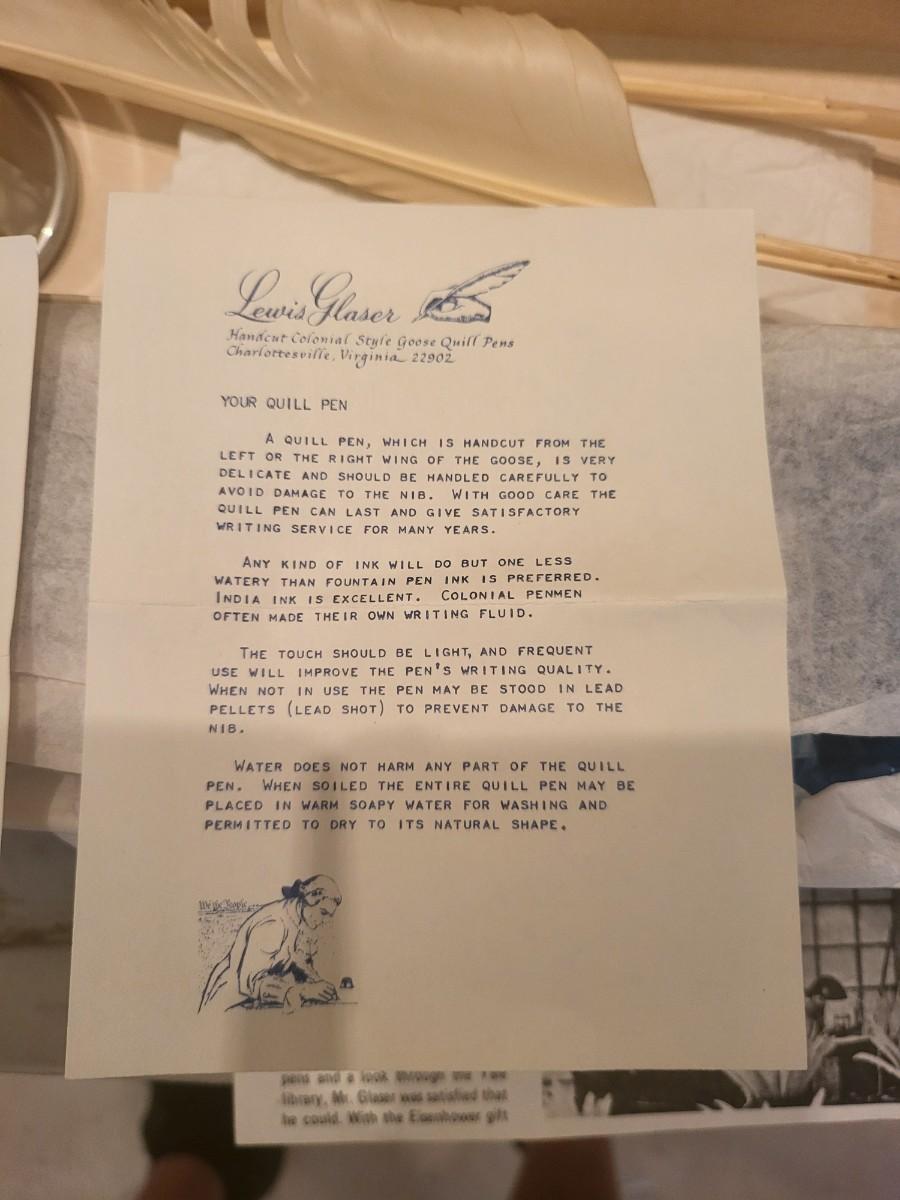 Lewis Glaser
Handcut Colonial Style Goose Quill Pens
Charlottesville, Virginia 22902
YOUR QUILL PEN
A QUILL PEN, WHICH IS HANDCUT FROM THE
LEFT OR THE RIGHT WING OF THE GOOSE, IS VERY
DELICATE AND SHOULD BE HANDLED CAREFULLY TO
AVOID DAMAGE TO THE NIB. WITH GOOD CARE THE
QUILL PEN CAN LAST AND GIVE SATISFACTORY
WRITING SERVICE FOR MANY YEARS.
ANY KIND OF INK WILL DO BUT ONE LESS
WATERY THAN FOUNTAIN PEN INK IS PREFERRED.
INDIA INK IS EXCELLENT. COLONIAL PENMEN
OFTEN MADE THEIR OWN WRITING FLUID.
THE TOUCH SHOULD BE LIGHT, AND FREQUENT
USE WILL IMPROVE THE PEN'S WRITING QUALITY.
WHEN NOT IN USE THE PEN MAY BE STOOD IN LEAD
PELLETS (LEAD SHOT) TO PREVENT DAMAGE TO THE
NIB.
WATER DOES NOT HARM ANY PART OF THE QUILL
PEN. WHEN SOILED THE ENTIRE QUILL PEN MAY BE
PLACED IN WARM SOAPY WATER FOR WASHING AND
PERMITTED TO DRY TO ITS NATURAL SHAPE.
We the People
pens and a look through the Yale
library, Mr. Glaser was satisfied that
he could. With the Eisenhower gift